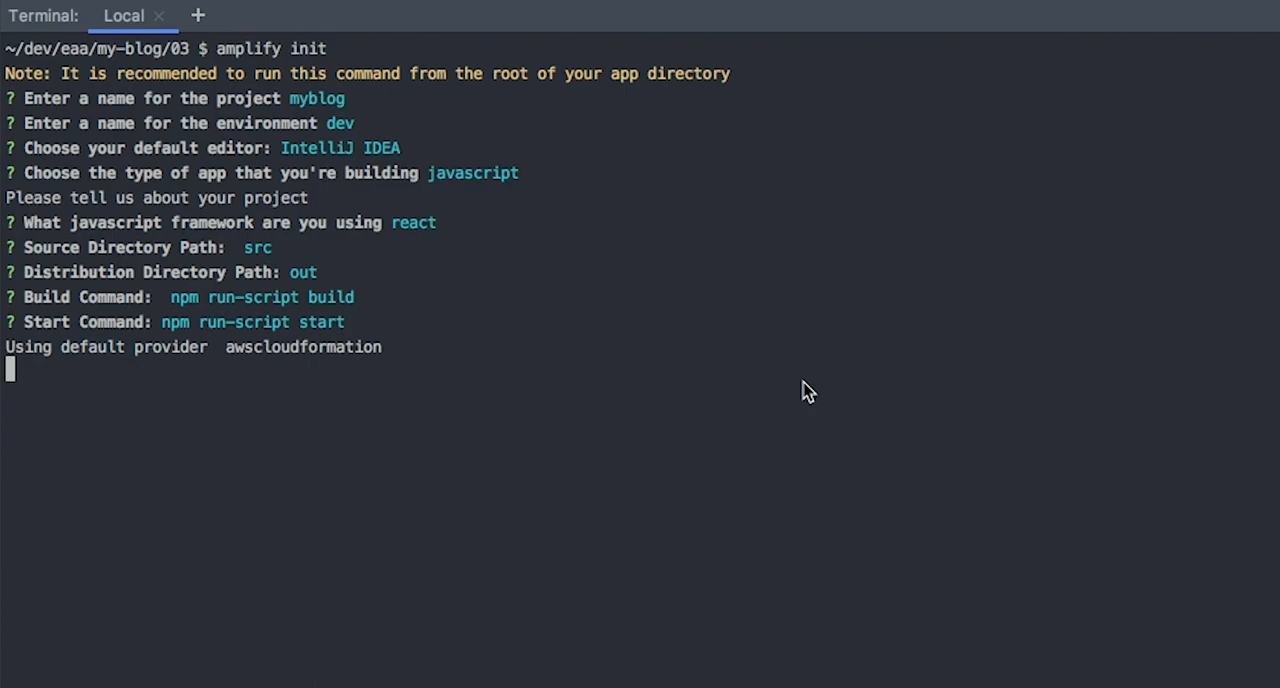 Terminal: Local × +
~/dev/eaa/my-blog/03 $ amplify init
Note: It is recommended to run this command from the root of your app directory
? Enter a name for the project myblog
? Enter a name for the environment dev
? Choose your default editor: IntelliJ IDEA
? Choose the type of app that you're building javascript
Please tell us about your project
? What javascript framework are you using react
? Source Directory Path:  src
? Distribution Directory Path: out
? Build Command:  npm run-script build
? Start Command: npm run-script start
Using default provider  awscloudformation